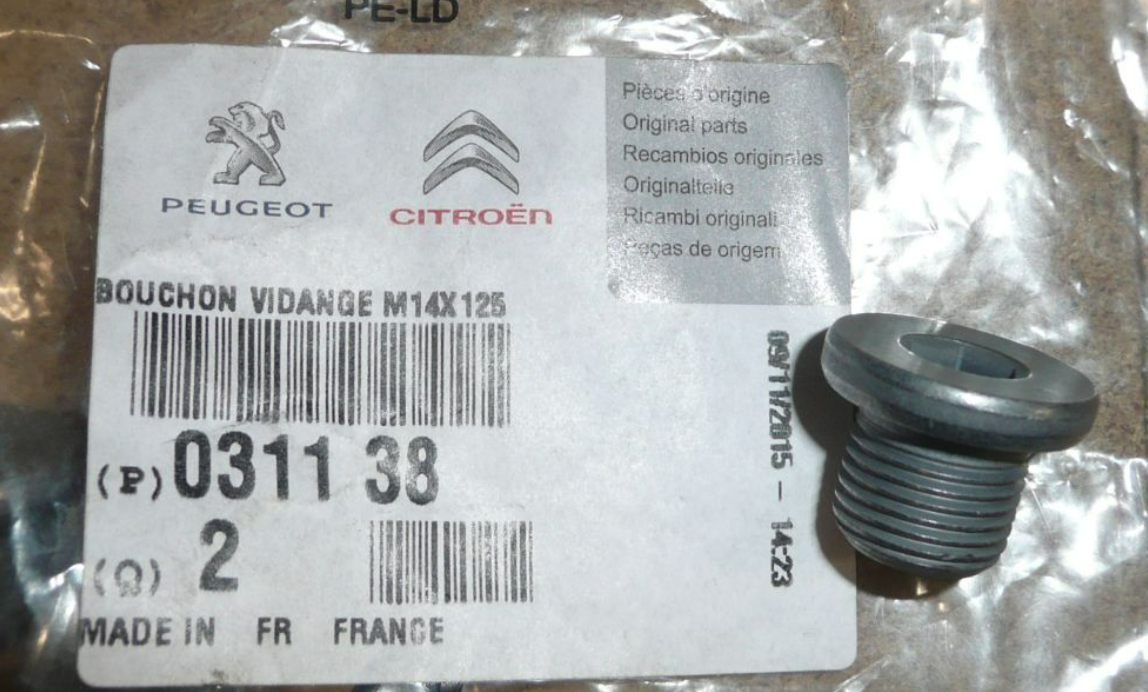 PE-LD
PEUGEOT
CITROËN
Pièces d'origine
Original parts
Recambios originales
Originalteile
Ricambi originali
Peças de origem
BOUCHON VIDANGE M14X125
(P) 0311 38
(Q) 2
MADE IN FR FRANCE
09/11/2015 - 14:23